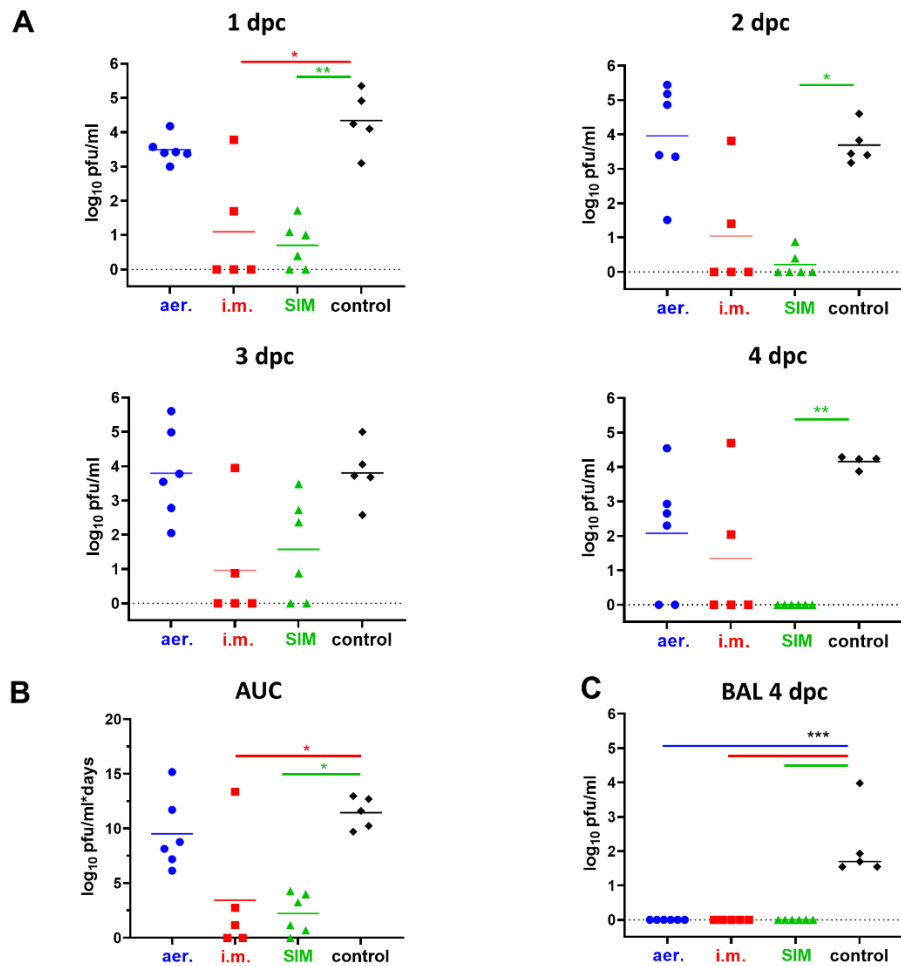 A
1 dpc
2 dpc
*
**
*
log10 pfu/ml
6
5
4
3
2
1
0
aer. i.m. SIM control
log10 pfu/ml
6
5
4
3
2
1
0
aer. i.m. SIM control
3 dpc
4 dpc
**
log10 pfu/ml
6
5
4
3
2
1
0
aer. i.m. SIM control
log10 pfu/ml
6
5
4
3
2
1
0
aer. i.m. SIM control
B
AUC
C
BAL 4 dpc
*
*
***
log10 pfu/ml*days
20
15
10
5
0
aer. i.m. SIM control
log10 pfu/ml
6
5
4
3
2
1
0
aer. i.m. SIM control